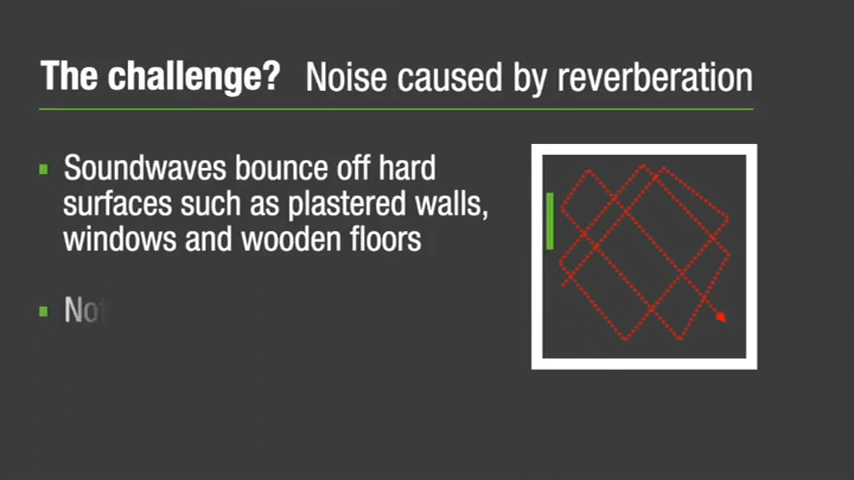 The challenge? Noise caused by reverberation
Soundwaves bounce off hard
surfaces such as plastered walls,
windows and wooden floors